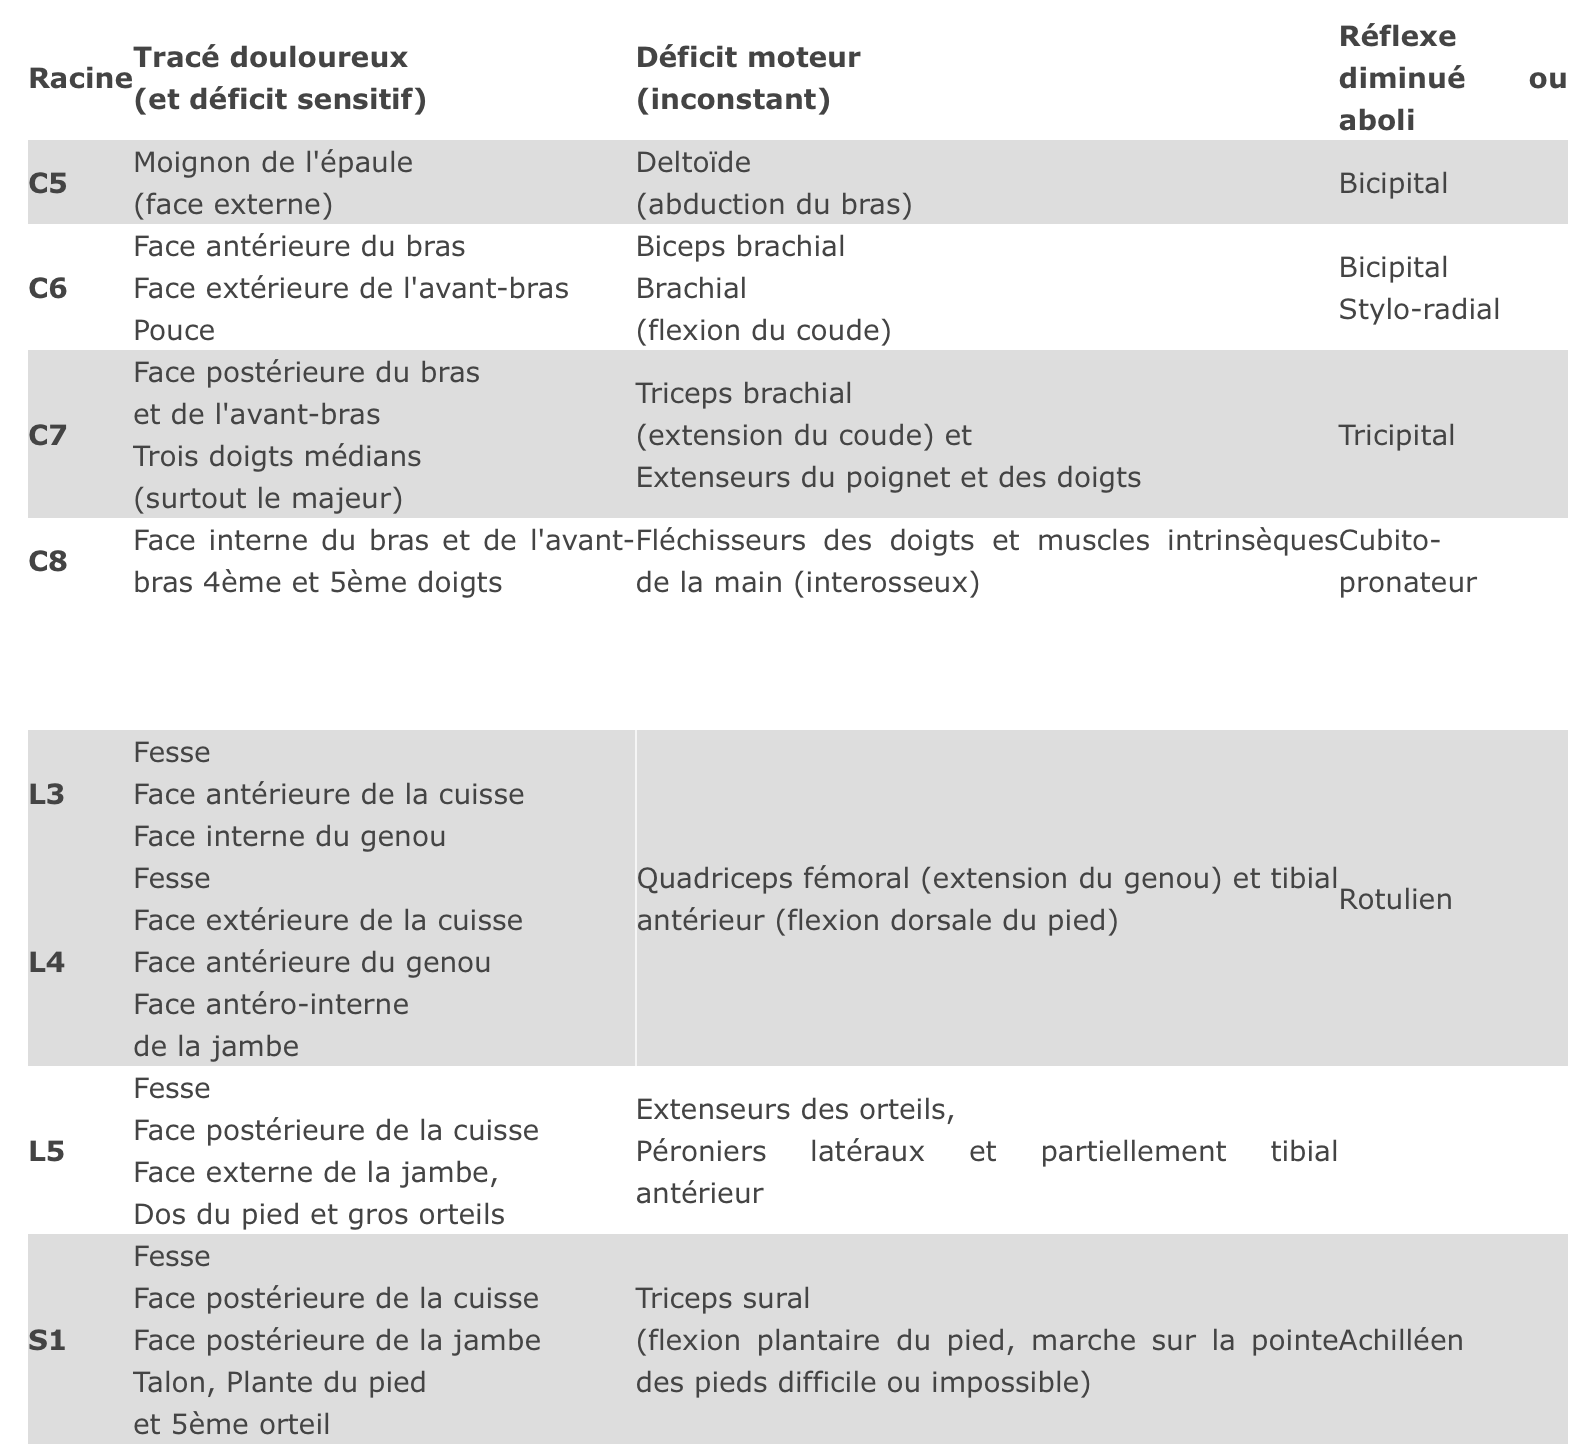 Racine
Tracé douloureux
(et déficit sensitif)
Déficit moteur
(inconstant)
Réflexe
diminué ou
aboli
C5
Moignon de l'épaule
(face externe)
Deltoïde
(abduction du bras)
Bicipital
C6
Face antérieure du bras
Face extérieure de l'avant-bras
Pouce
Biceps brachial
Brachial
(flexion du coude)
Bicipital
Stylo-radial
C7
Face postérieure du bras
et de l'avant-bras
Trois doigts médians
(surtout le majeur)
Triceps brachial
(extension du coude) et
Extenseurs du poignet et des doigts
Tricipital
C8
Face interne du bras et de l'avant-
bras 4ème et 5ème doigts
Fléchisseurs des doigts et muscles intrinsèques
de la main (interosseux)
Cubito-
pronateur
L3
Fesse
Face antérieure de la cuisse
Face interne du genou
L4
Fesse
Face extérieure de la cuisse
Face antérieure du genou
Face antéro-interne
de la jambe
Quadriceps fémoral (extension du genou) et tibial
antérieur (flexion dorsale du pied)
Rotulien
L5
Fesse
Face postérieure de la cuisse
Face externe de la jambe,
Dos du pied et gros orteils
Extenseurs des orteils,
Péroniers latéraux et partiellement tibial
antérieur
S1
Fesse
Face postérieure de la cuisse
Face postérieure de la jambe
Talon, Plante du pied
et 5ème orteil
Triceps sural
(flexion plantaire du pied, marche sur la pointe
des pieds difficile ou impossible)
Achilléen